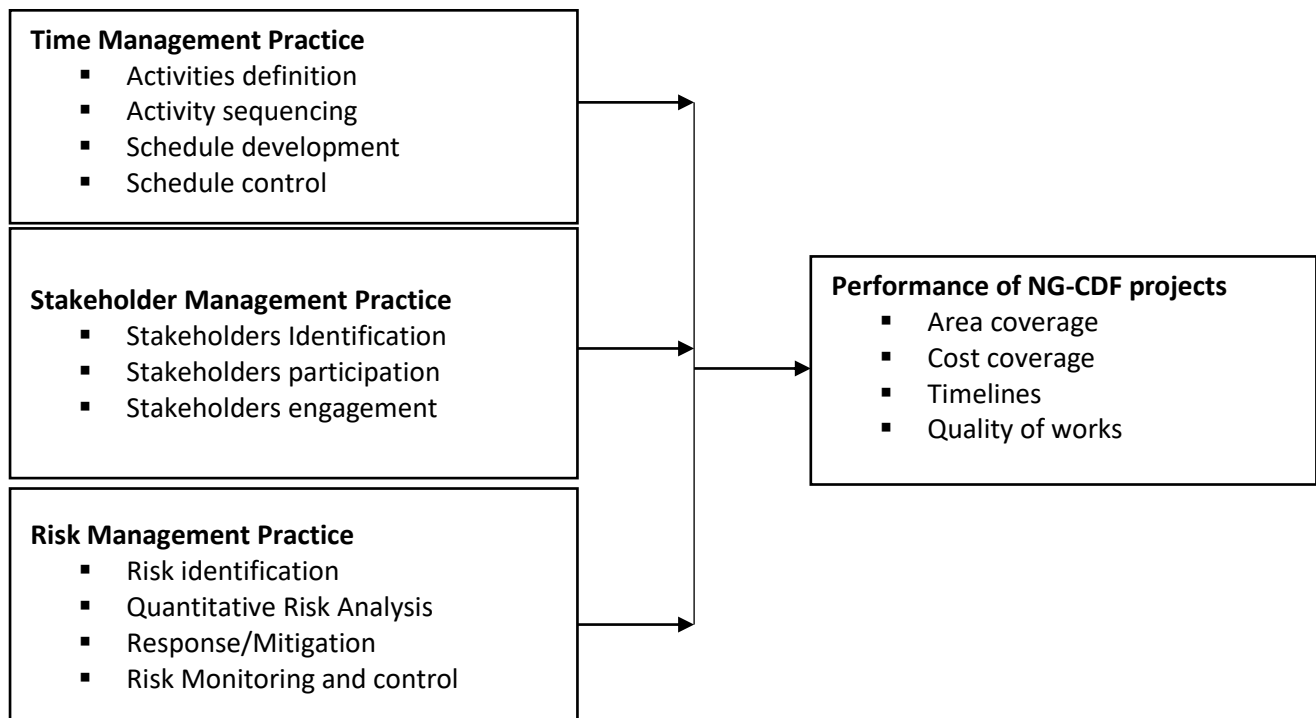 Time Management Practice
▪ Activities definition
▪ Activity sequencing
▪ Schedule development
▪ Schedule control
Stakeholder Management Practice
▪ Stakeholders Identification
▪ Stakeholders participation
▪ Stakeholders engagement
Risk Management Practice
▪ Risk identification
▪ Quantitative Risk Analysis
▪ Response/Mitigation
▪ Risk Monitoring and control
Performance of NG-CDF projects
▪ Area coverage
▪ Cost coverage
▪ Timelines
▪ Quality of works